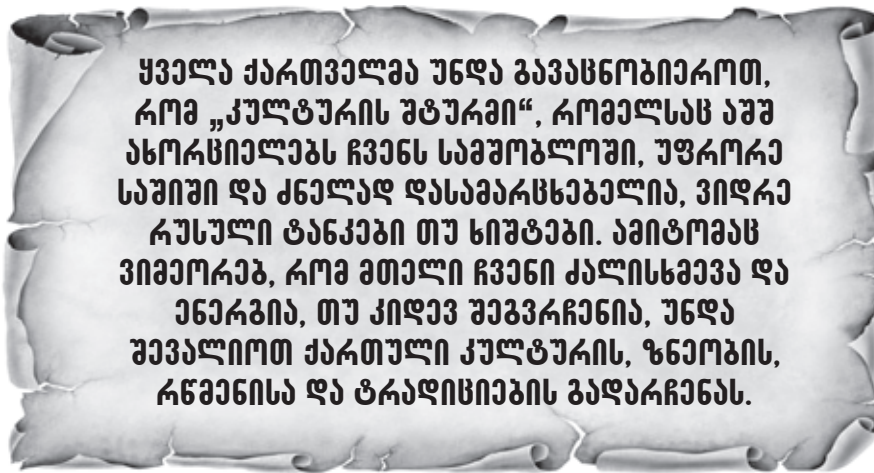 ყველა ქართველმა უნდა გავაცნობიეროთ,
რომ „კულტურის შტურმი“, რომელსაც აშშ
ახორციელებს ჩვენს სამშობლოში, უფრორე
საშიში და ძნელად დასამარცხებელია, ვიდრე
რუსული ტანკები თუ ხიშტები. ამიტომაც
ვიმეორებ, რომ მთელი ჩვენი ძალისხმევა და
ენერგია, თუ კიდევ შეგვრჩენია, უნდა
შევალიოთ ქართული კულტურის, ზნეობის,
რწმენისა და ტრადიციების გადარჩენას.